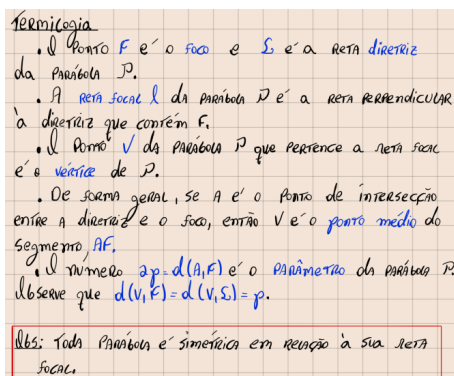 Termilogia
. O Ponto F é o foco e L é a Reta diretriz
da Parábola P.
. A Reta focal l da Parábola P é a Reta Perpendicular
à diretriz que contém F.
. O Ponto V da Parábola P que pertence a reta focal
é o vértice de P.
. De forma geral, se A é o Ponto de intersecção
entre A diretriz e o foco, então V é o ponto médio do
segmento AF.
. O número 2p = d(A,F) é o Parâmetro da parábola P.
Observe que d(V,F) = d(V,L) = p.
Obs: Toda Parábola é simétrica em relação à sua reta
focal.